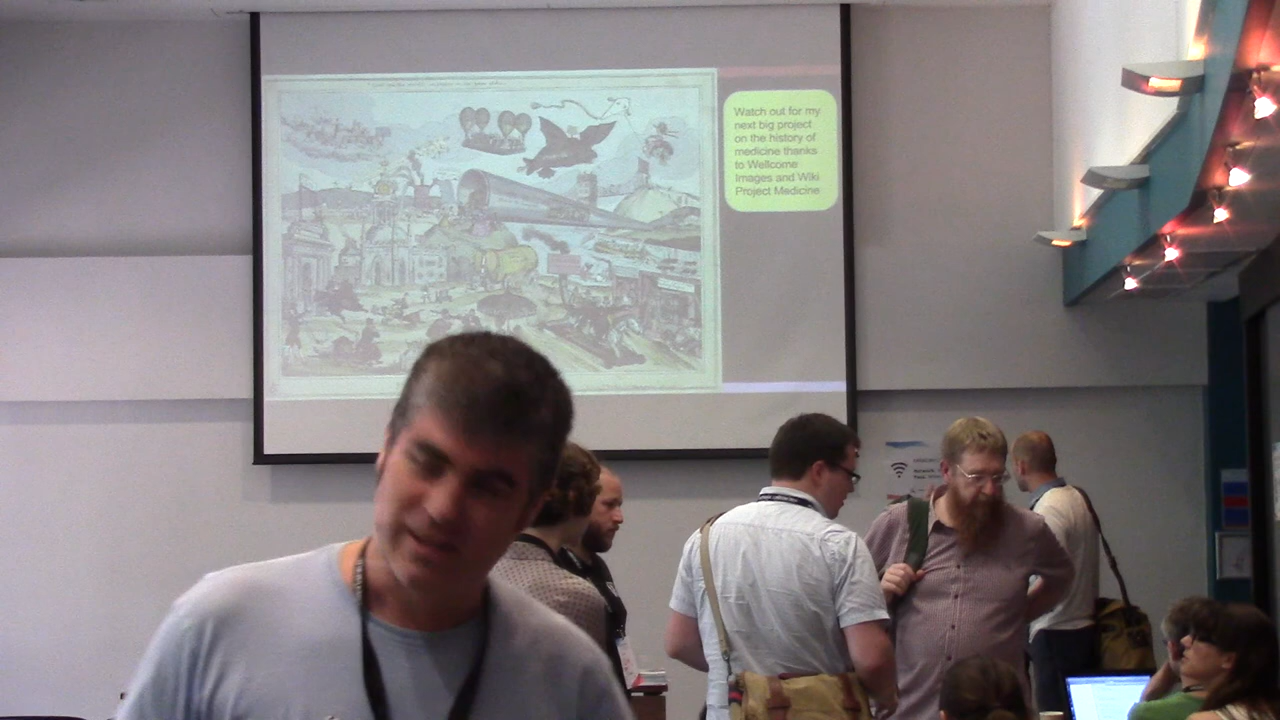 Watch out for my
next big project
on the history of
medicine thanks
to Wellcome
Images and Wiki
Project Medicine